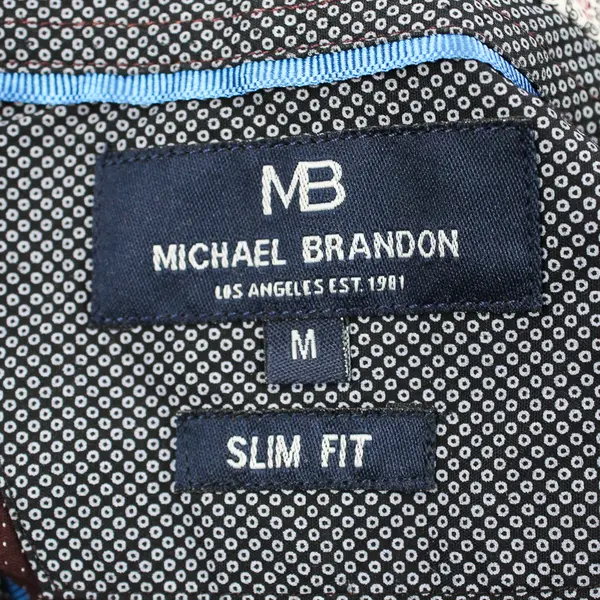 MB
MICHAEL BRANDON
LOS ANGELES EST. 1981
M
SLIM FIT